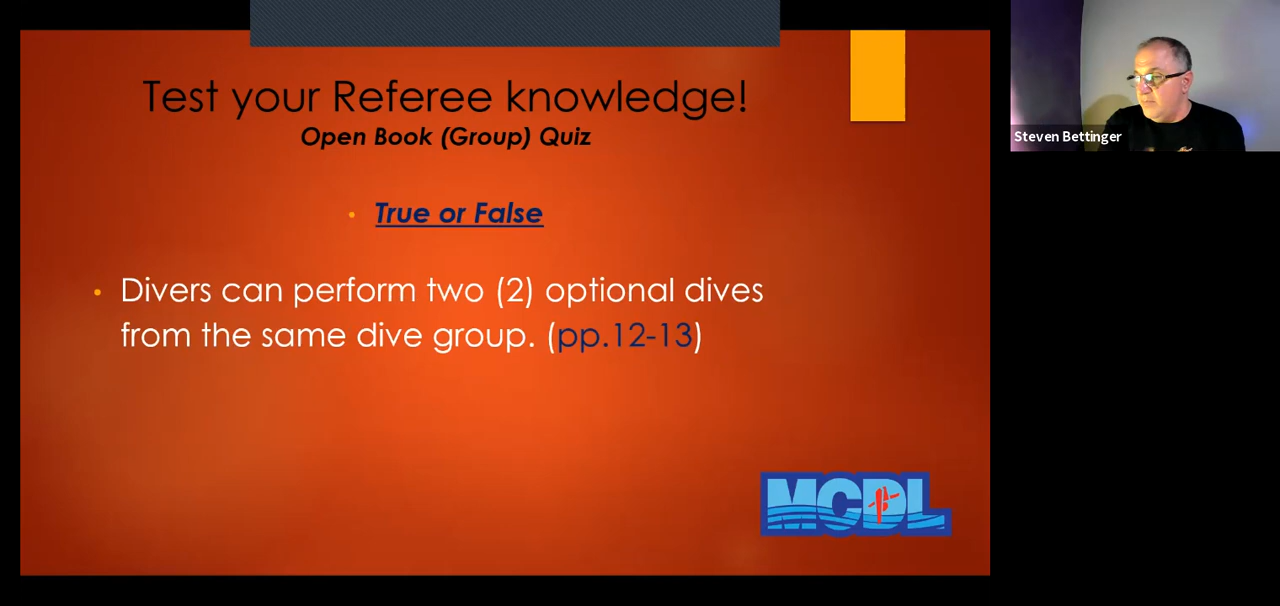 Test your Referee knowledge!
Open Book (Group) Quiz
True or False
Divers can perform two (2) optional dives
from the same dive group. (pp.12-13)
MCDL
Steven Bettinger